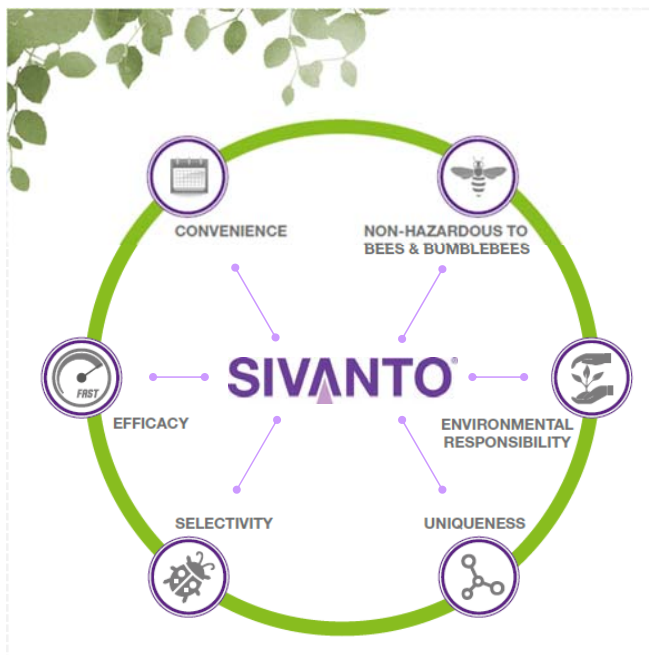 CONVENIENCE
NON-HAZARDOUS TO
BEES & BUMBLEBEES
SIVANTO®
FAST
EFFICACY
ENVIRONMENTAL
RESPONSIBILITY
SELECTIVITY
UNIQUENESS